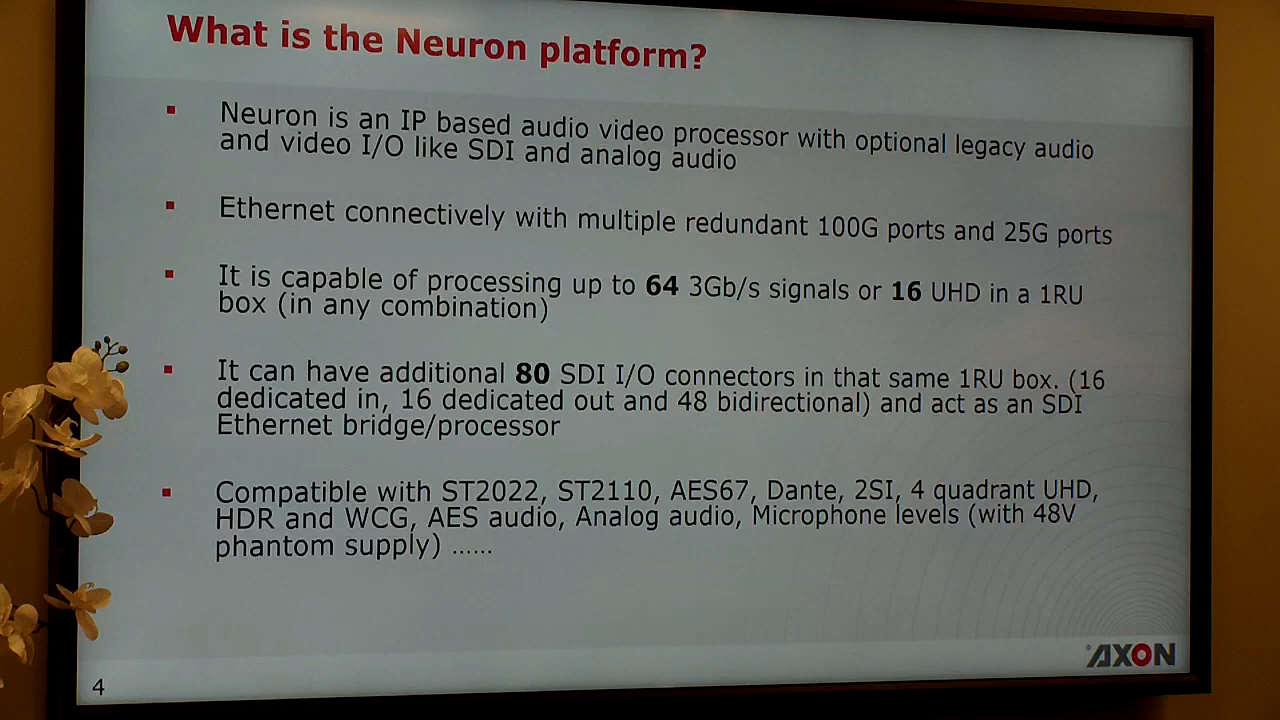 What is the Neuron platform?
Neuron is an IP based audio video processor with optional legacy audio
and video I/O like SDI and analog audio
Ethernet connectively with multiple redundant 100G ports and 25G ports
It is capable of processing up to 64 3Gb/s signals or 16 UHD in a 1RU
box (in any combination)
It can have additional 80 SDI I/O connectors in that same 1RU box. (16
dedicated in, 16 dedicated out and 48 bidirectional) and act as an SDI
Ethernet bridge/processor
Compatible with ST2022, ST2110, AES67, Dante, 2SI, 4 quadrant UHD,
HDR and WCG, AES audio, Analog audio, Microphone levels (with 48V
phantom supply) ......
AXON
4